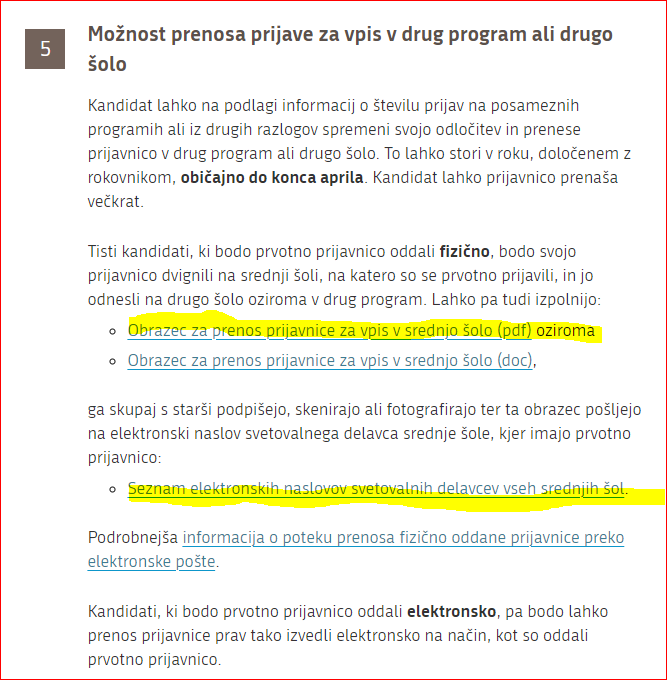 5
Možnost prenosa prijave za vpis v drug program ali drugo
šolo
Kandidat lahko na podlagi informacij o številu prijav na posameznih
programih ali iz drugih razlogov spremeni svojo odločitev in prenese
prijavnico v drug program ali drugo šolo. To lahko stori v roku, določenem z
rokovnikom, običajno do konca aprila. Kandidat lahko prijavnico prenaša
večkrat.
Tisti kandidati, ki bodo prvotno prijavnico oddali fizično, bodo svojo
prijavnico dvignili na srednji šoli, na katero so se prvotno prijavili, in jo
odnesli na drugo šolo oziroma v drug program. Lahko pa tudi izpolnijo:
Obrazec za prenos prijavnice za vpis v srednjo šolo (pdf) oziroma
Obrazec za prenos prijavnice za vpis v srednjo šolo (doc),
ga skupaj s starši podpišejo, skenirajo ali fotografirajo ter ta obrazec pošljejo
na elektronski naslov svetovalnega delavca srednje šole, kjer imajo prvotno
prijavnico:
Seznam elektronskih naslovov svetovalnih delavcev vseh srednjih šol.
Podrobnejša informacija o poteku prenosa fizično oddane prijavnice preko
elektronske pošte.
Kandidati, ki bodo prvotno prijavnico oddali elektronsko, pa bodo lahko
prenos prijavnice prav tako izvedli elektronsko na način, kot so oddali
prvotno prijavnico.